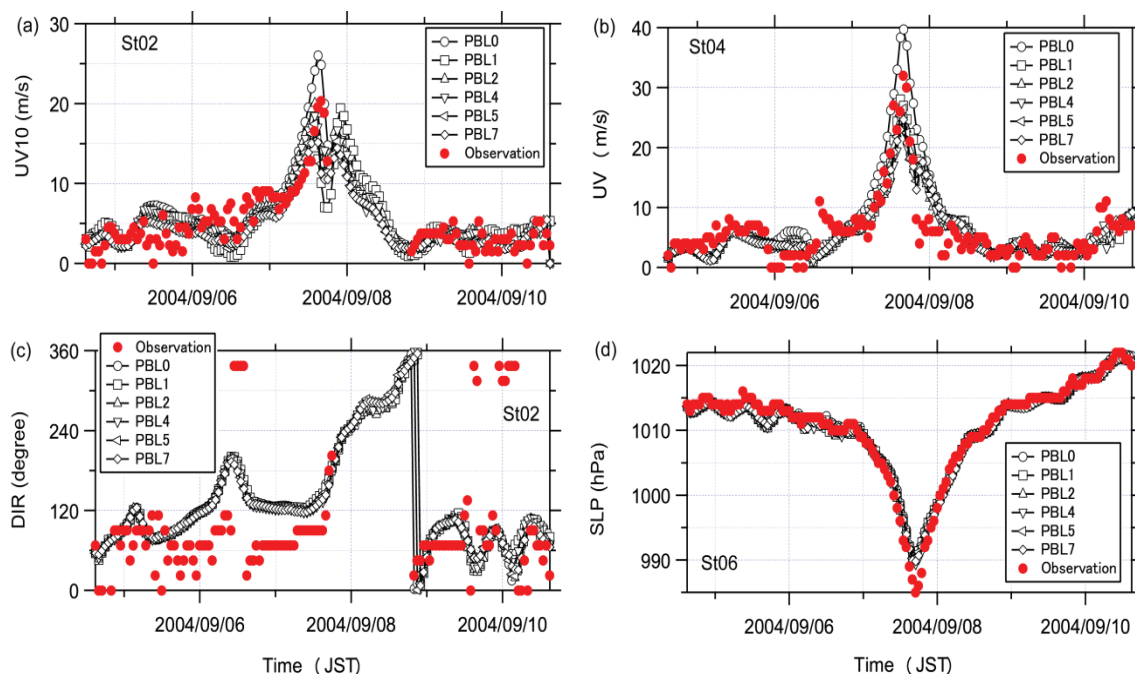 (a)
St02
30
20
10
0
UV10 (m/s)
PBL0
PBL1
PBL2
PBL4
PBL5
PBL7
Observation
2004/09/06
2004/09/08
2004/09/10
(b)
St04
50
40
30
20
10
0
UV (m/s)
PBL0
PBL1
PBL2
PBL4
PBL5
PBL7
Observation
2004/09/06
2004/09/08
2004/09/10
(c)
St02
360
240
120
0
DIR (degree)
Observation
PBL0
PBL1
PBL2
PBL4
PBL5
PBL7
2004/09/06
2004/09/08
2004/09/10
Time (JST)
(d)
St06
1020
1010
1000
990
SLP (hPa)
PBL0
PBL1
PBL2
PBL4
PBL5
PBL7
Observation
2004/09/06
2004/09/08
2004/09/10
Time (JST)